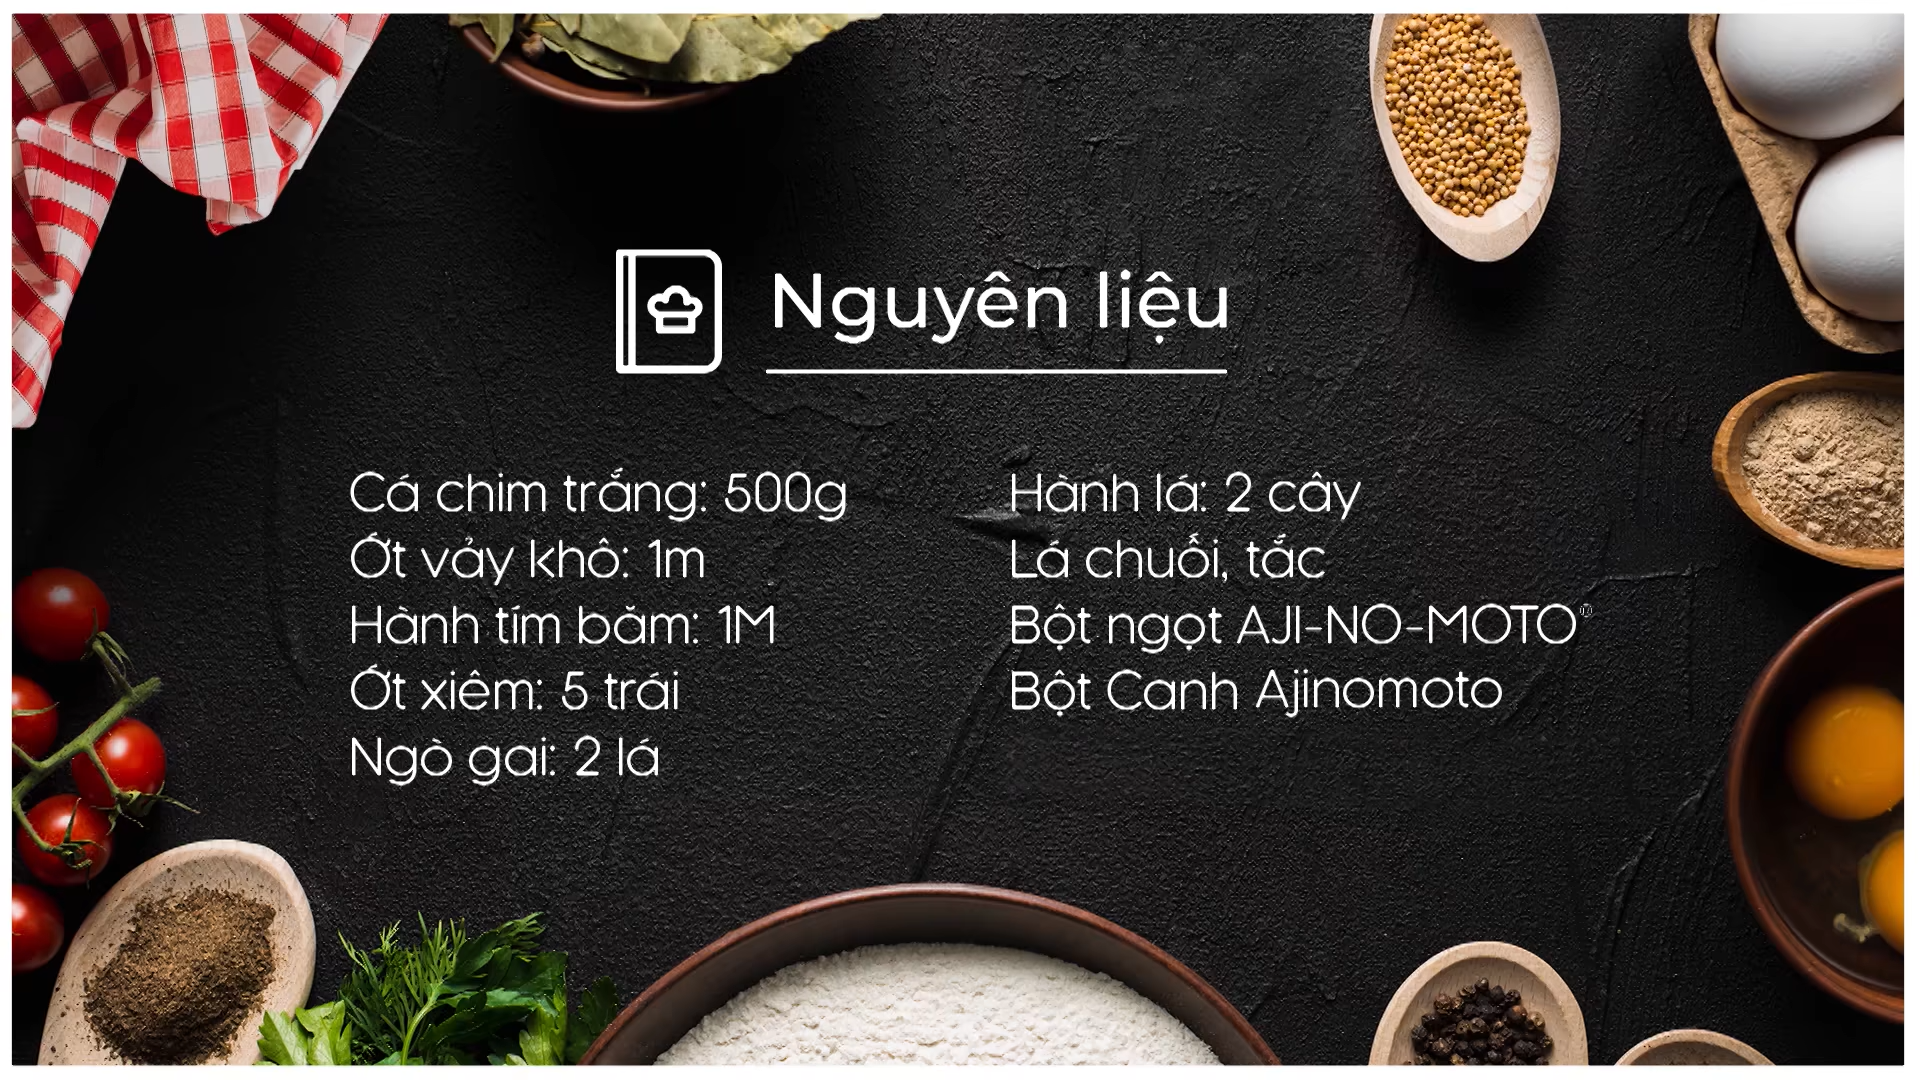 Nguyên liệu
Cá chim trắng: 500g
Ớt vảy khô: 1m
Hành tím băm: 1M
Ớt xiêm: 5 trái
Ngò gai: 2 lá
Hành lá: 2 cây
Lá chuối, tắc
Bột ngọt AJI-NO-MOTO®
Bột Canh Ajinomoto